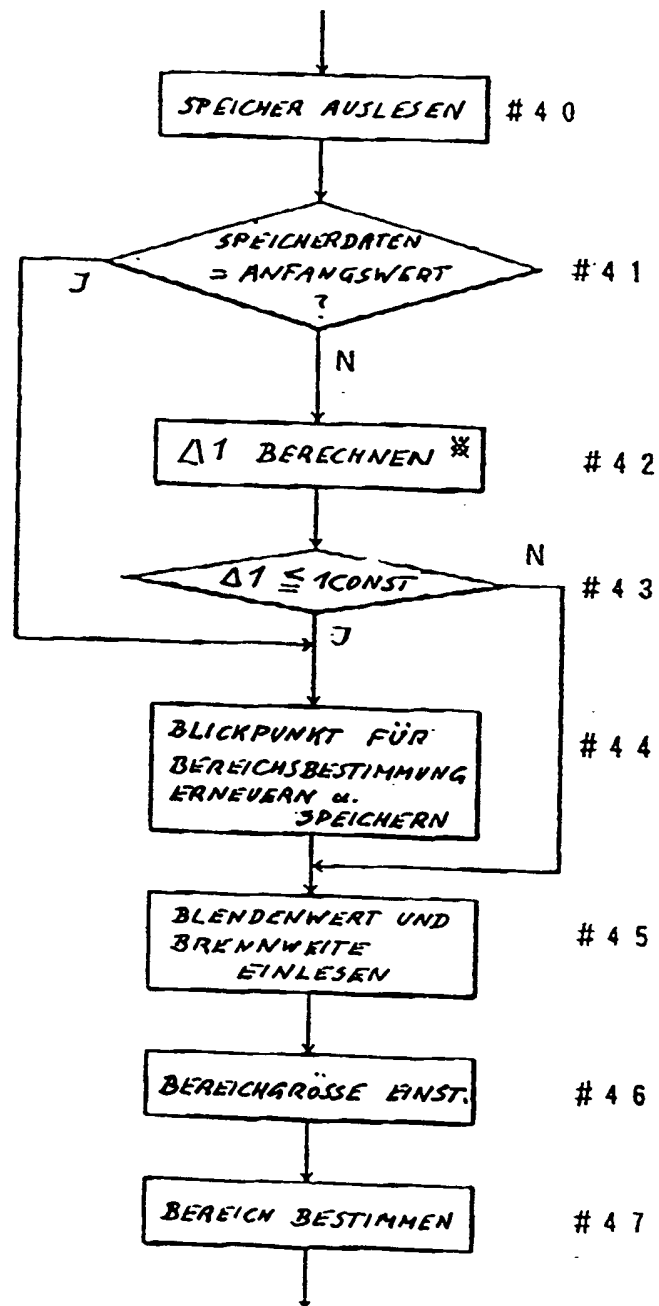 SPEICHER AUSLESEN #40
SPEICHERDATEN
= ANFANGSWERT
?
#41
J
N
Δ1 BERECHNEN ※ #42
Δ1 ≦ 1CONST #43
N
J
BLICKPUNKT FÜR
BEREICHSBESTIMMUNG
ERNEUERN u.
SPEICHERN
#44
BLENDENWERT UND
BRENNWEITE
EINLESEN
#45
BEREICHGRÖSSE EINST. #46
BEREICH BESTIMMEN #47